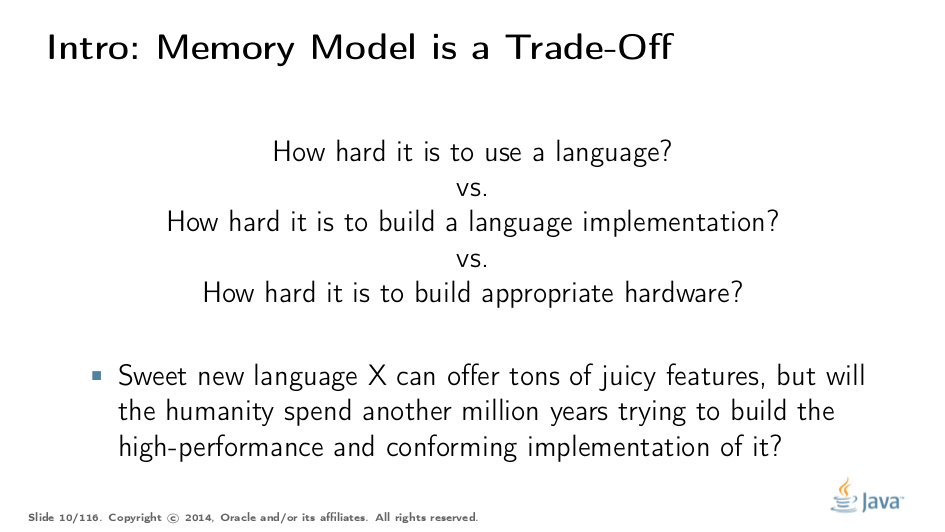 Intro: Memory Model is a Trade-Off
How hard it is to use a language?
vs.
How hard it is to build a language implementation?
vs.
How hard it is to build appropriate hardware?
Sweet new language X can offer tons of juicy features, but will
the humanity spend another million years trying to build the
high-performance and conforming implementation of it?
Java
Slide 10/116. Copyright © 2014, Oracle and/or its affiliates. All rights reserved.